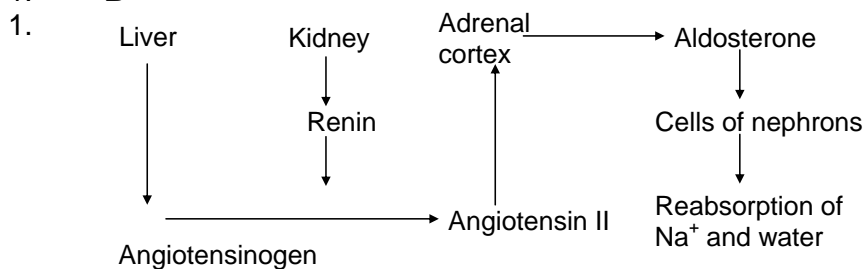 1.
Liver
Kidney
Adrenal
cortex
Aldosterone
Renin
Cells of nephrons
Angiotensin II
Reabsorption of
Na⁺ and water
Angiotensinogen